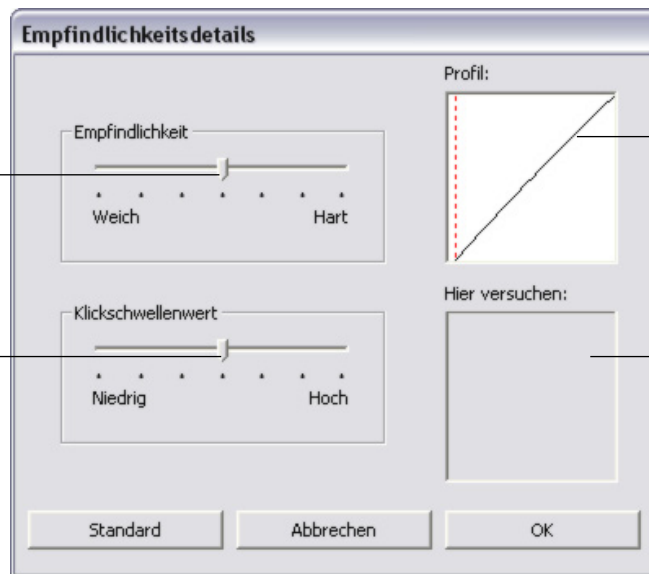 Empfindlichkeitsdetails
Profil:
Empfindlichkeit
Weich Hart
Hier versuchen:
Klickschwellenwert
Niedrig Hoch
Standard Abbrechen OK